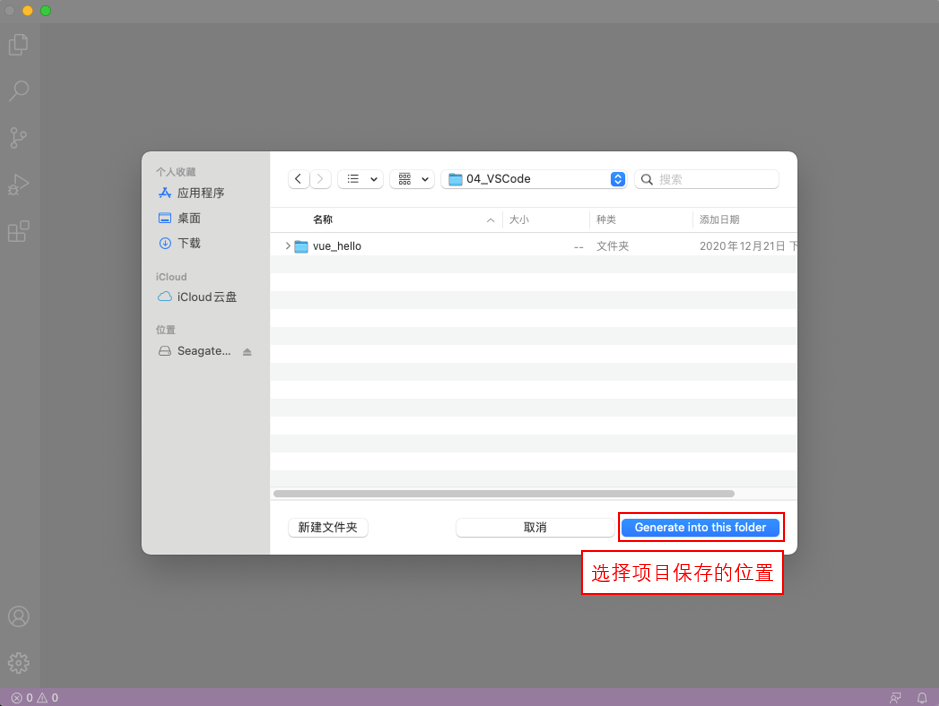 个人收藏
应用程序
桌面
下载
iCloud
iCloud云盘
位置
Seagate...
04_VSCode
搜索
名称 大小 种类 添加日期
vue_hello -- 文件夹 2020年12月21日 下
新建文件夹 取消 Generate into this folder
选择项目保存的位置
0 0